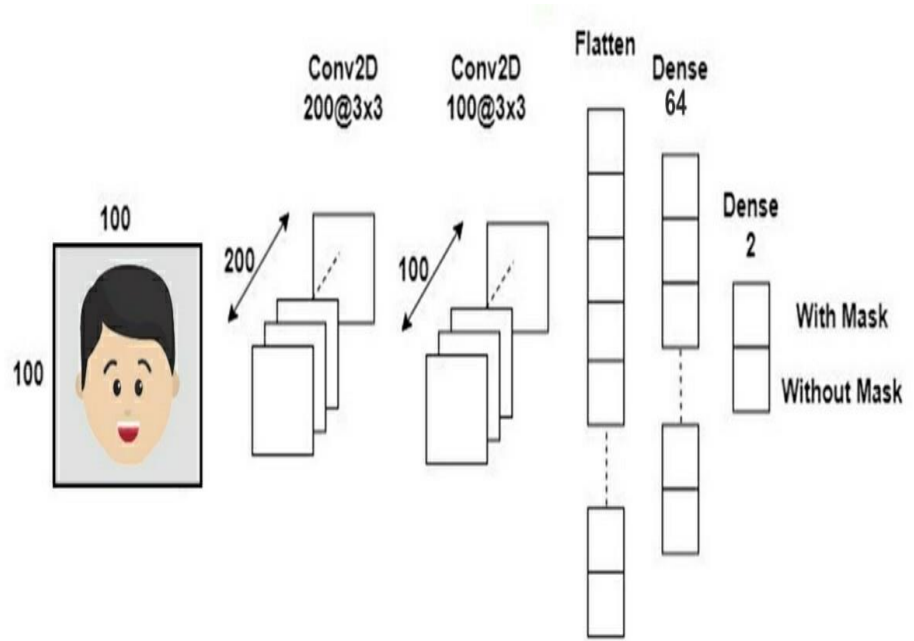 Conv2D
200@3x3
Conv2D
100@3x3
Flatten
Dense
64
Dense
2
100
100
200
100
With Mask
Without Mask